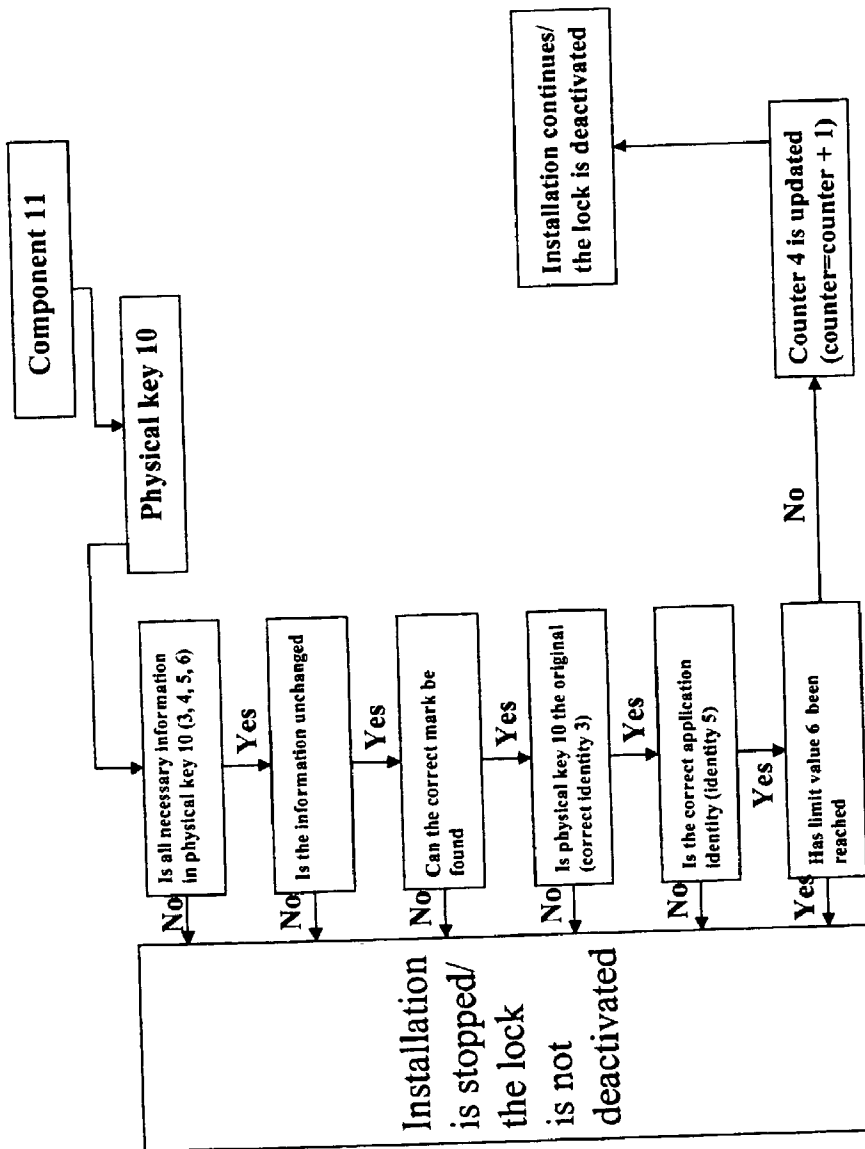 Component 11
Physical key 10
Is all necessary information
in physical key 10 (3, 4, 5, 6)
No
Yes
Is the information unchanged
No
Yes
Can the correct mark be
found
No
Yes
Is physical key 10 the original
(correct identity 3)
No
Yes
Is the correct application
identity (identity 5)
No
Yes
Has limit value 6 been
reached
Yes
No
Counter 4 is updated
(counter=counter + 1)
Installation continues/
the lock is deactivated
Installation
is stopped/
the lock
is not
deactivated